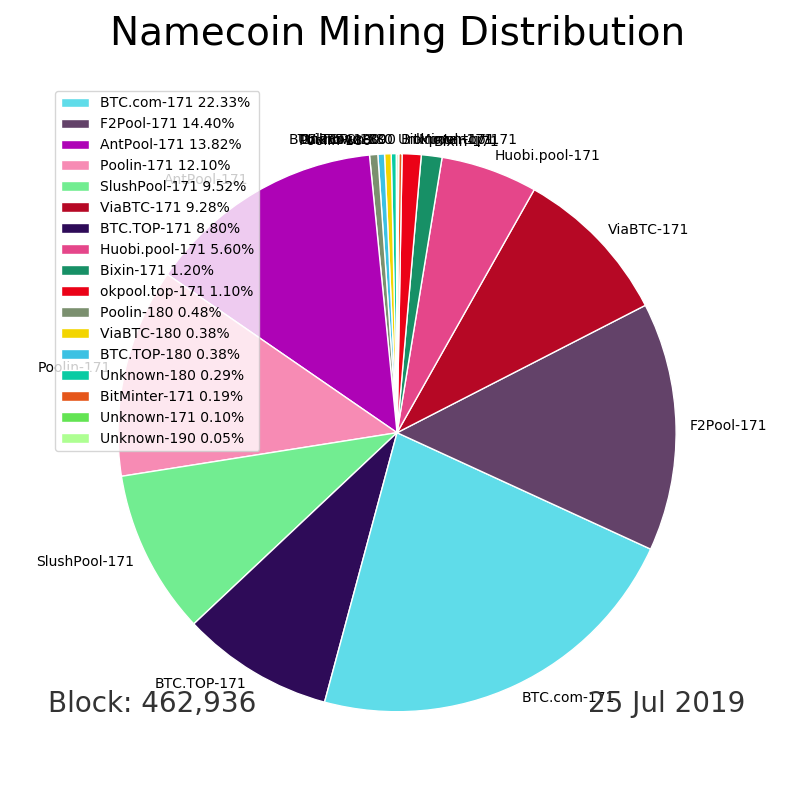 Namecoin Mining Distribution
BTC.com-171 22.33%
F2Pool-171 14.40%
AntPool-171 13.82%
Poolin-171 12.10%
SlushPool-171 9.52%
ViaBTC-171 9.28%
BTC.TOP-171 8.80%
Huobi.pool-171 5.60%
Bixin-171 1.20%
okpool.top-171 1.10%
Poolin-180 0.48%
ViaBTC-180 0.38%
BTC.TOP-180 0.38%
Unknown-180 0.29%
BitMinter-171 0.19%
Unknown-171 0.10%
Unknown-190 0.05%
Huobi.pool-171
AntPool-171
ViaBTC-171
Poolin-171
F2Pool-171
SlushPool-171
BTC.TOP-171
BTC.com-171
Block: 462,936
25 Jul 2019